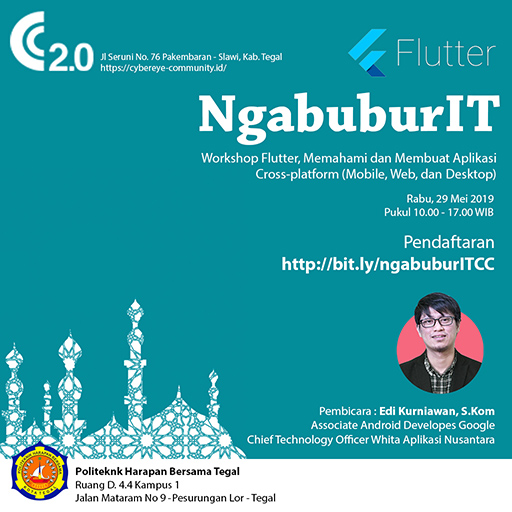 CC 2.0
Jl Seruni No. 76 Pakembaran - Slawi, Kab. Tegal
https://cybereye-community.id/
Flutter
NgabuburIT
Workshop Flutter, Memahami dan Membuat Aplikasi
Cross-platform (Mobile, Web, dan Desktop)
Rabu, 29 Mei 2019
Pukul 10.00 - 17.00 WIB
Pendaftaran
http://bit.ly/ngabuburITCC
Pembicara : Edi Kurniawan, S.Kom
Associate Android Developes Google
Chief Technology Officer Whita Aplikasi Nusantara
Politeknk Harapan Bersama Tegal
Ruang D. 4.4 Kampus 1
Jalan Mataram No 9 - Pesurungan Lor - Tegal